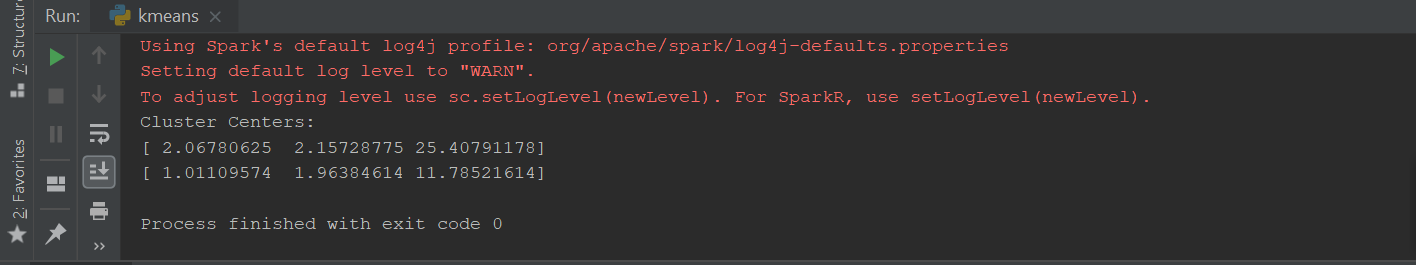 Run: kmeans
Using Spark's default log4j profile: org/apache/spark/log4j-defaults.properties
Setting default log level to "WARN".
To adjust logging level use sc.setLogLevel(newLevel). For SparkR, use setLogLevel(newLevel).
Cluster Centers:
[ 2.06780625  2.15728775 25.40791178]
[ 1.01109574  1.96384614 11.78521614]
Process finished with exit code 0
7: Structure
2: Favorites